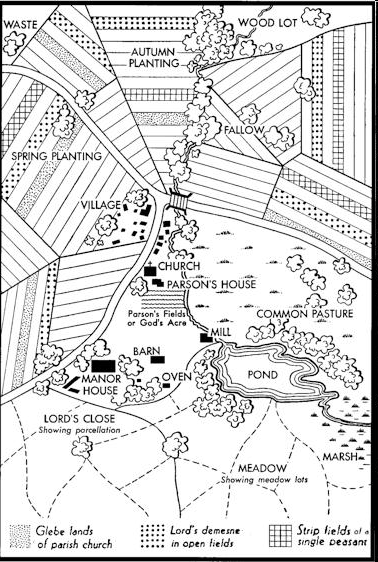 WOOD LOT
WASTE
AUTUMN
PLANTING
FALLOW
SPRING PLANTING
VILLAGE
CHURCH
PARSON'S HOUSE
Parson's Fields
or God's Acre
COMMON PASTURE
MILL
BARN
OVEN
POND
MANOR
HOUSE
LORD'S CLOSE
Showing parcellation
MARSH
MEADOW
Showing meadow lots
Glebe lands
of parish church
Lord's demesne
in open fields
Strip fields of a
single peasant